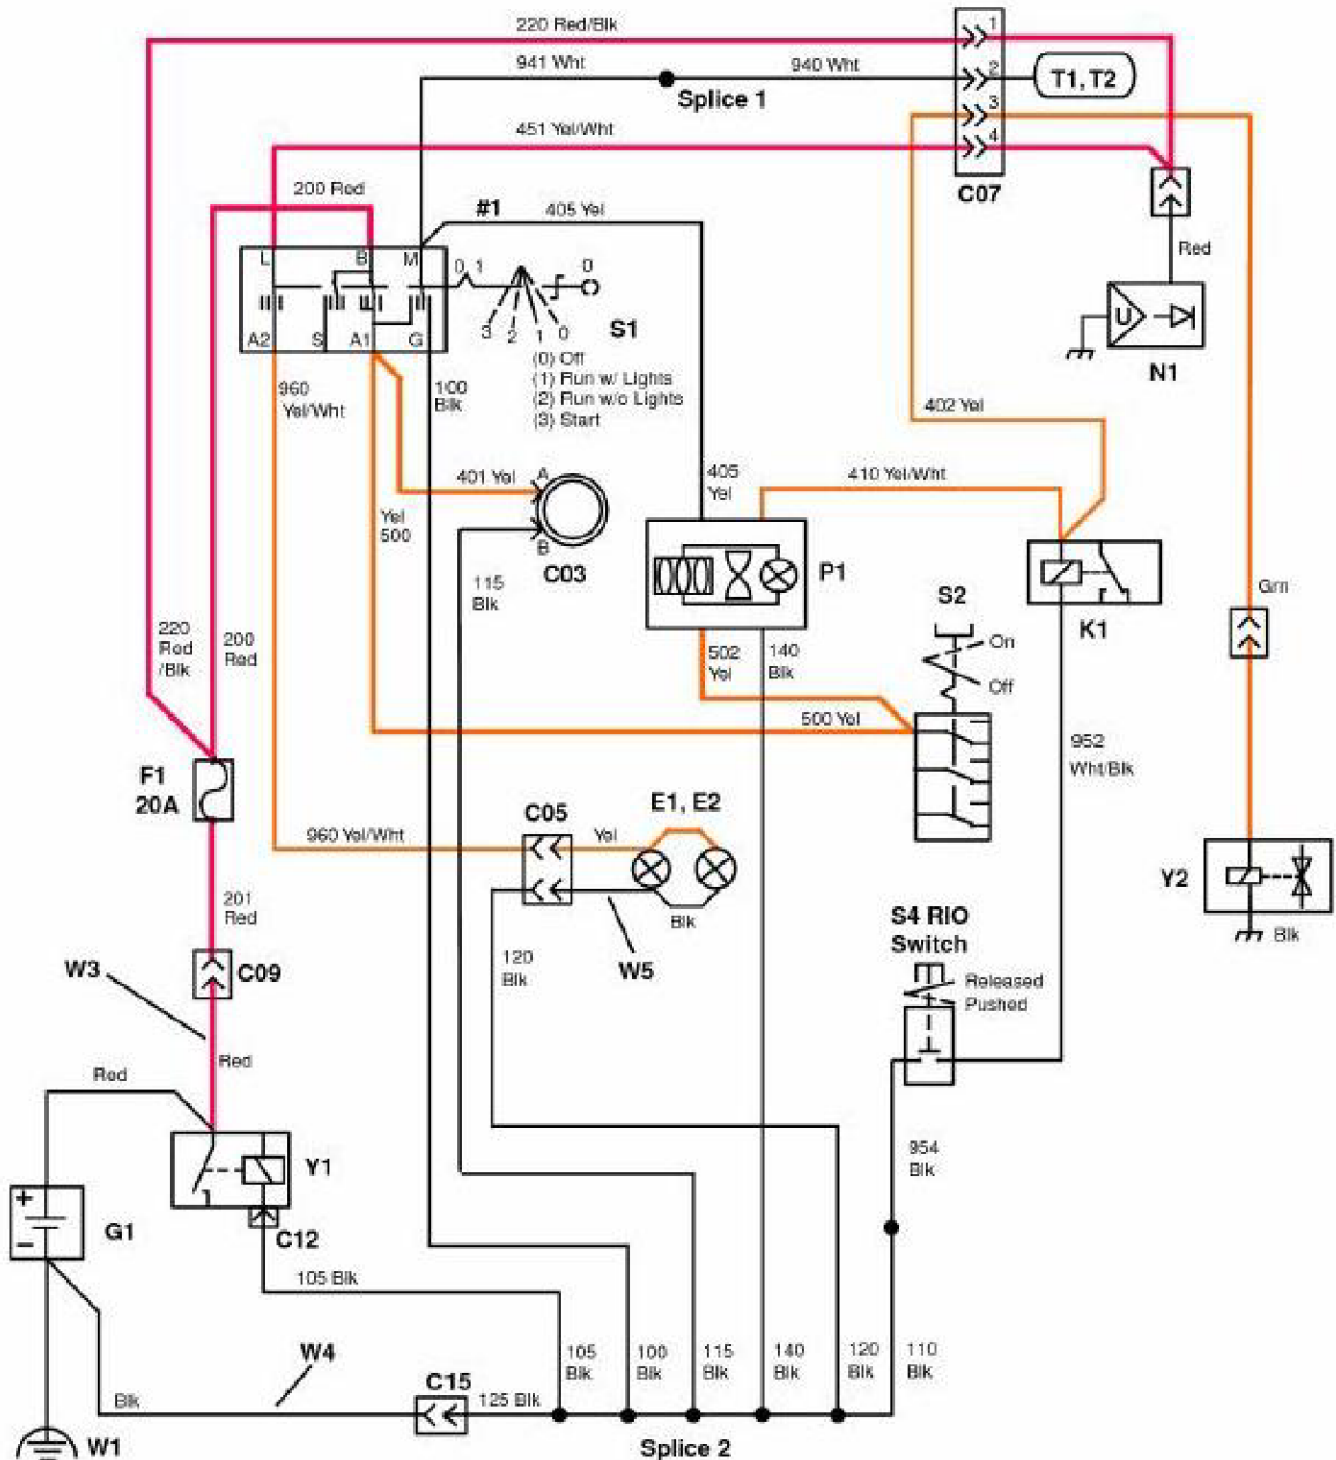 220 Red/Blk
1
941 Wht
940 Wht
2
T1, T2
Splice 1
3
451 Yel/Wht
4
C07
200 Red
#1
405 Yel
Red
L
B
M
0 1
0
U
3
2
1
0
S1
A2
S
A1
G
N1
(0) Off
(1) Run w/ Lights
(2) Run w/o Lights
(3) Start
960
Yel/Wht
100
Blk
402 Yel
401 Yel
A
405
Yel
410 Yel/Wht
Yel
500
B
C03
P1
115
Blk
S2
K1
Grn
220
Red
/Blk
200
Red
502
Yel
140
Blk
On
Off
500 Yel
952
Wht/Blk
F1
20A
C05
E1, E2
960 Yel/Wht
Yel
Y2
201
Red
Blk
S4 RIO
Switch
Blk
W3
C09
120
Blk
W5
Released
Pushed
Red
Red
954
Blk
Y1
+
G1
−
C12
105 Blk
W4
105
Blk
100
Blk
115
Blk
140
Blk
120
Blk
110
Blk
Blk
C15
125 Blk
W1
Splice 2